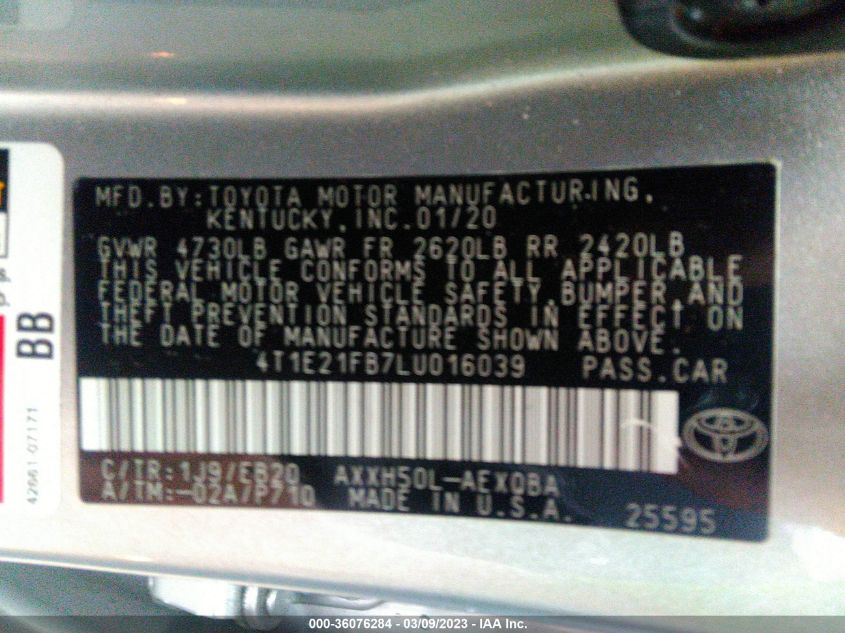 MFD.BY:TOYOTA MOTOR MANUFACTURING,
KENTUCKY,INC.01/20
GVWR 4730LB GAWR FR 2620LB RR 2420LB
THIS VEHICLE CONFORMS TO ALL APPLICABLE
FEDERAL MOTOR VEHICLE SAFETY,BUMPER,AND
THEFT PREVENTION STANDARDS IN EFFECT ON
THE DATE OF MANUFACTURE SHOWN ABOVE.
4T1E21FB7LU016039 PASS.CAR
C/TR:1J9/EB20 AXXH50L-AEXQBA
A/TM:-02A/P710 MADE IN U.S.A.
25595
BB
42661 07171
000-36076284 - 03/09/2023 - IAA Inc.